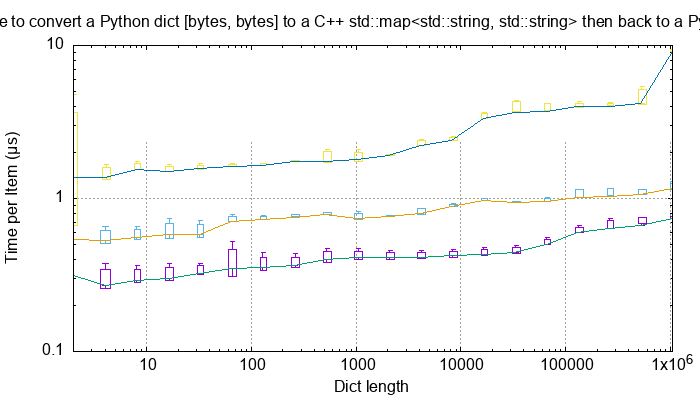 e to convert a Python dict [bytes, bytes] to a C++ std::map<std::string, std::string> then back to a Py
10
1
0.1
Time per Item (µs)
10 100 1000 10000 100000 1x10⁶
Dict length